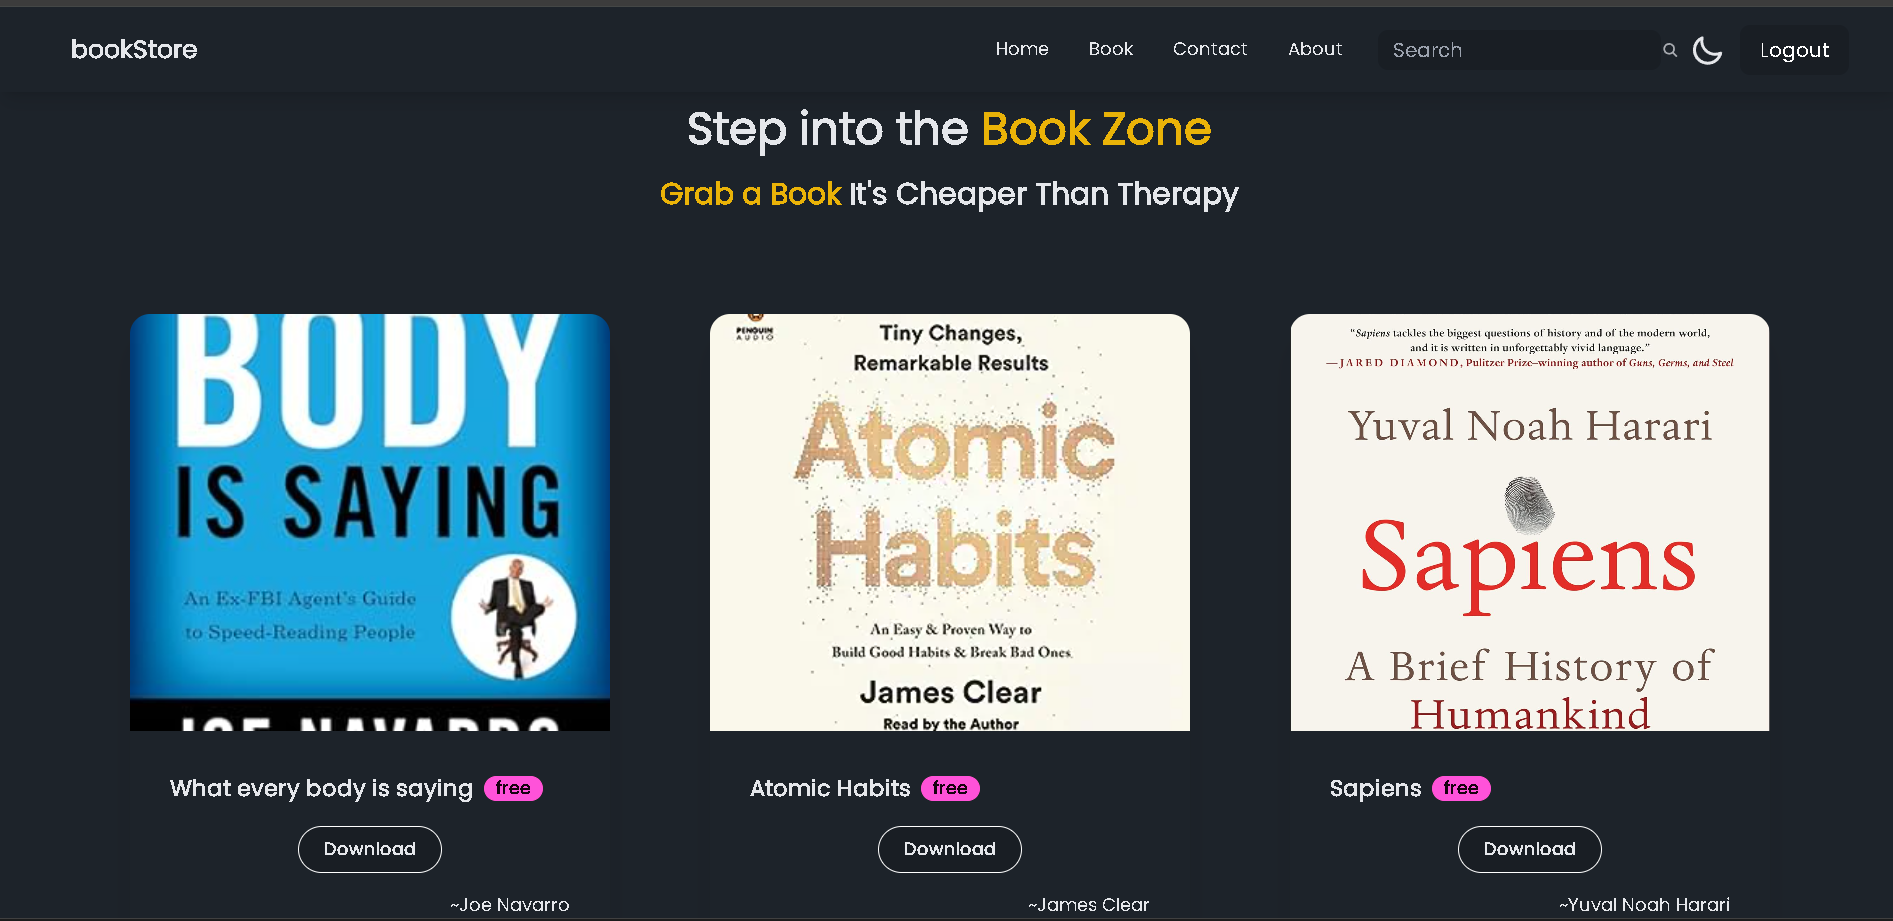 bookStore
Home Book Contact About Search Logout
Step into the Book Zone
Grab a Book It's Cheaper Than Therapy
BODY
IS SAYING
An Ex-FBI Agent's Guide
to Speed-Reading People
JOE NAVARRO
PENGUIN
AUDIO
Tiny Changes,
Remarkable Results
Atomic
Habits
An Easy & Proven Way to
Build Good Habits & Break Bad Ones
James Clear
Read by the Author
"Sapiens tackles the biggest questions of history and of the modern world,
and it is written in unforgettably vivid language."
—JARED DIAMOND, Pulitzer Prize–winning author of Guns, Germs, and Steel
Yuval Noah Harari
Sapiens
A Brief History of
Humankind
What every body is saying free
Download
~Joe Navarro
Atomic Habits free
Download
~James Clear
Sapiens free
Download
~Yuval Noah Harari